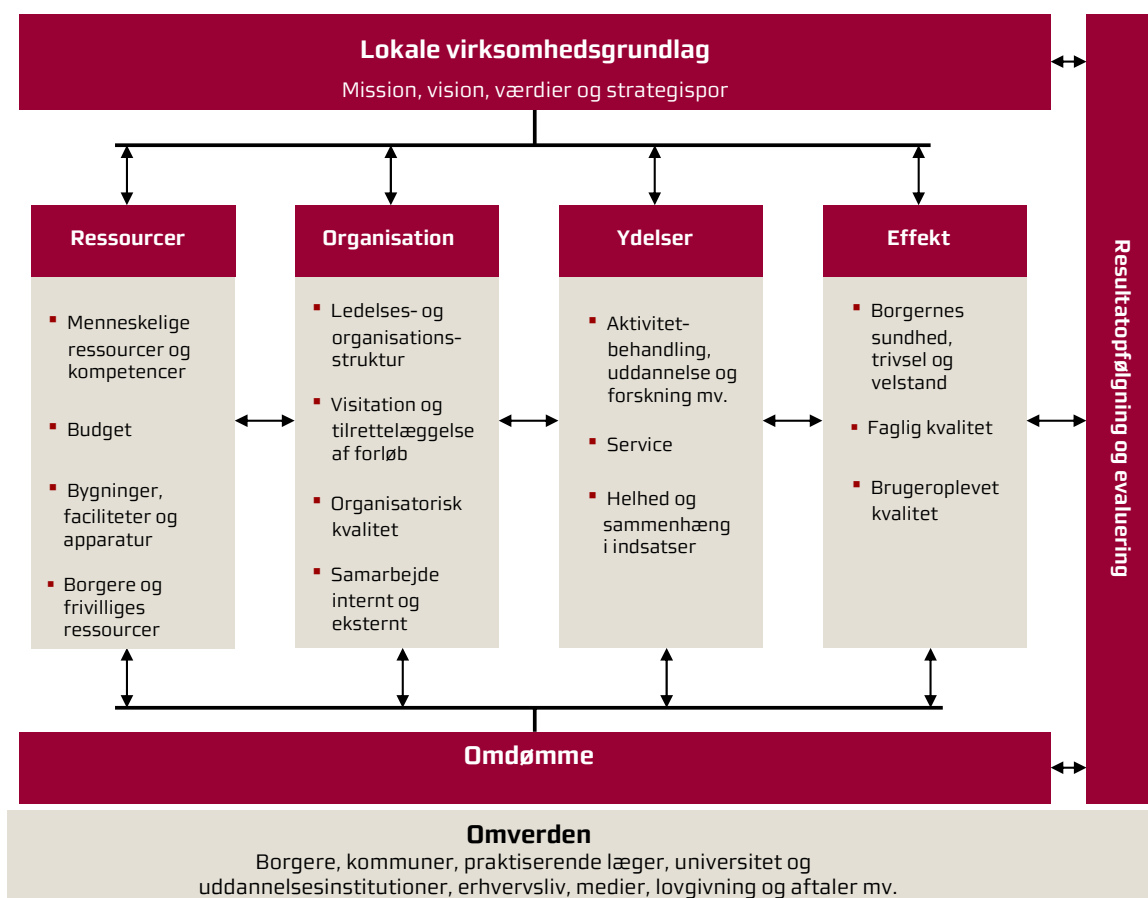 Lokale virksomhedsgrundlag
Mission, vision, værdier og strategispor
Ressourcer
Menneskelige
ressourcer og
kompetencer
Budget
Bygninger,
faciliteter og
apparatur
Borgere og
frivilliges
ressourcer
Organisation
Ledelses- og
organisations-
struktur
Visitation og
tilrettelæggelse
af forløb
Organisatorisk
kvalitet
Samarbejde
internt og
eksternt
Ydelser
Aktivitet-
behandling,
uddannelse og
forskning mv.
Service
Helhed og
sammenhæng
i indsatser
Effekt
Borgernes
sundhed,
trivsel og
velstand
Faglig kvalitet
Brugeroplevet
kvalitet
Resultatopfølgning og evaluering
Omdømme
Omverden
Borgere, kommuner, praktiserende læger, universitet og
uddannelsesinstitutioner, erhvervsliv, medier, lovgivning og aftaler mv.